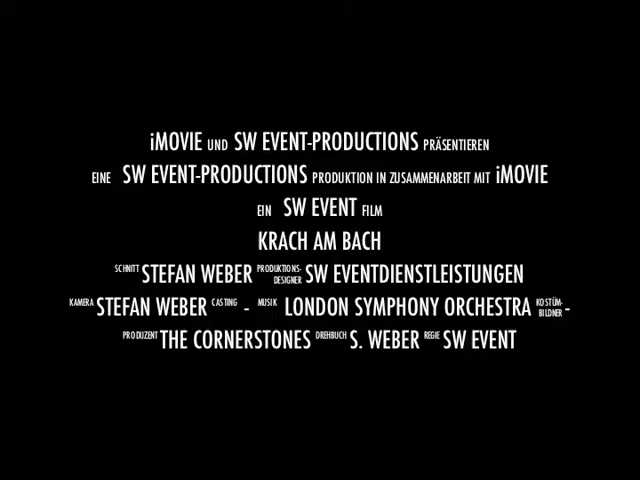 iMOVIE UND SW EVENT-PRODUCTIONS PRÄSENTIEREN
EINE SW EVENT-PRODUCTIONS PRODUKTION IN ZUSAMMENARBEIT MIT iMOVIE
EIN SW EVENT FILM
KRACH AM BACH
SCHNITT STEFAN WEBER PRODUKTIONS-DESIGNER SW EVENTDIENSTLEISTUNGEN
KAMERA STEFAN WEBER CASTING - MUSIK LONDON SYMPHONY ORCHESTRA KOSTÜM-BILDNER -
PRODUZENT THE CORNERSTONES DREHBUCH S. WEBER REGIE SW EVENT